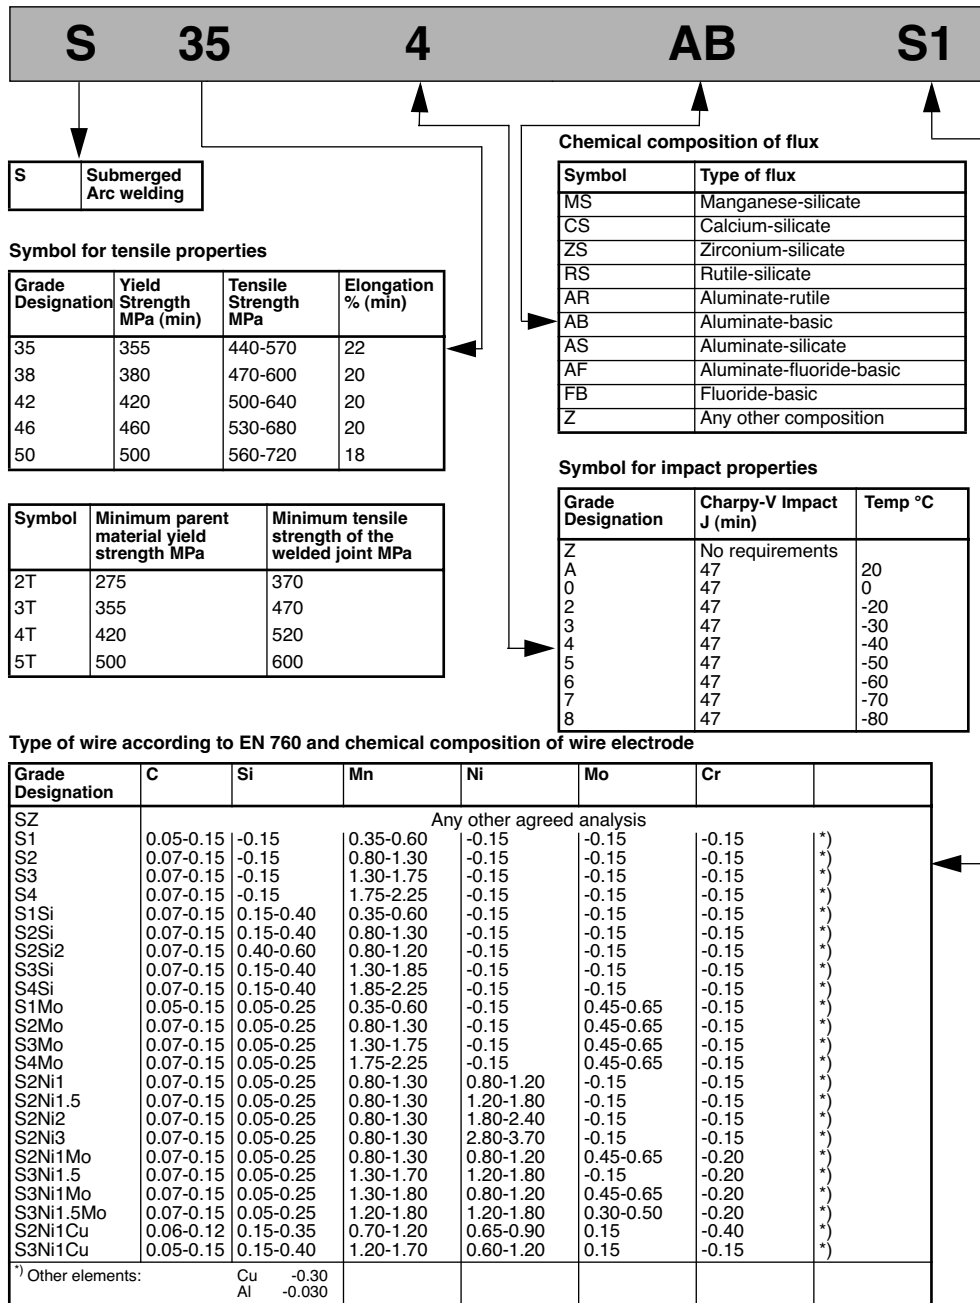 S 35 4 AB S1
S Submerged
Arc welding
Symbol for tensile properties
Grade Designation Yield Strength MPa (min) Tensile Strength MPa Elongation % (min)
35 355 440-570 22
38 380 470-600 20
42 420 500-640 20
46 460 530-680 20
50 500 560-720 18
Symbol Minimum parent material yield strength MPa Minimum tensile strength of the welded joint MPa
2T 275 370
3T 355 470
4T 420 520
5T 500 600
Chemical composition of flux
Symbol Type of flux
MS Manganese-silicate
CS Calcium-silicate
ZS Zirconium-silicate
RS Rutile-silicate
AR Aluminate-rutile
AB Aluminate-basic
AS Aluminate-silicate
AF Aluminate-fluoride-basic
FB Fluoride-basic
Z Any other composition
Symbol for impact properties
Grade Designation Charpy-V Impact J (min) Temp °C
Z No requirements
A 47 20
0 47 0
2 47 -20
3 47 -30
4 47 -40
5 47 -50
6 47 -60
7 47 -70
8 47 -80
Type of wire according to EN 760 and chemical composition of wire electrode
Grade Designation C Si Mn Ni Mo Cr
SZ Any other agreed analysis
S1 0.05-0.15 -0.15 0.35-0.60 -0.15 -0.15 -0.15 *)
S2 0.07-0.15 -0.15 0.80-1.30 -0.15 -0.15 -0.15 *)
S3 0.07-0.15 -0.15 1.30-1.75 -0.15 -0.15 -0.15 *)
S4 0.07-0.15 -0.15 1.75-2.25 -0.15 -0.15 -0.15 *)
S1Si 0.07-0.15 0.15-0.40 0.35-0.60 -0.15 -0.15 -0.15 *)
S2Si 0.07-0.15 0.15-0.40 0.80-1.30 -0.15 -0.15 -0.15 *)
S2Si2 0.07-0.15 0.40-0.60 0.80-1.20 -0.15 -0.15 -0.15 *)
S3Si 0.07-0.15 0.15-0.40 1.30-1.85 -0.15 -0.15 -0.15 *)
S4Si 0.07-0.15 0.15-0.40 1.85-2.25 -0.15 -0.15 -0.15 *)
S1Mo 0.05-0.15 0.05-0.25 0.35-0.60 -0.15 0.45-0.65 -0.15 *)
S2Mo 0.07-0.15 0.05-0.25 0.80-1.30 -0.15 0.45-0.65 -0.15 *)
S3Mo 0.07-0.15 0.05-0.25 1.30-1.75 -0.15 0.45-0.65 -0.15 *)
S4Mo 0.07-0.15 0.05-0.25 1.75-2.25 -0.15 0.45-0.65 -0.15 *)
S2Ni1 0.07-0.15 0.05-0.25 0.80-1.30 0.80-1.20 -0.15 -0.15 *)
S2Ni1.5 0.07-0.15 0.05-0.25 0.80-1.30 1.20-1.80 -0.15 -0.15 *)
S2Ni2 0.07-0.15 0.05-0.25 0.80-1.30 1.80-2.40 -0.15 -0.15 *)
S2Ni3 0.07-0.15 0.05-0.25 0.80-1.30 2.80-3.70 -0.15 -0.15 *)
S2Ni1Mo 0.07-0.15 0.05-0.25 0.80-1.30 0.80-1.20 0.45-0.65 -0.20 *)
S3Ni1.5 0.07-0.15 0.05-0.25 1.30-1.70 1.20-1.80 -0.15 -0.20 *)
S3Ni1Mo 0.07-0.15 0.05-0.25 1.30-1.80 0.80-1.20 0.45-0.65 -0.20 *)
S3Ni1.5Mo 0.07-0.15 0.05-0.25 1.20-1.80 1.20-1.80 0.30-0.50 -0.20 *)
S2Ni1Cu 0.06-0.12 0.15-0.35 0.70-1.20 0.65-0.90 0.15 -0.40 *)
S3Ni1Cu 0.05-0.15 0.15-0.40 1.20-1.70 0.60-1.20 0.15 -0.15 *)
*) Other elements: Cu -0.30
Al -0.030